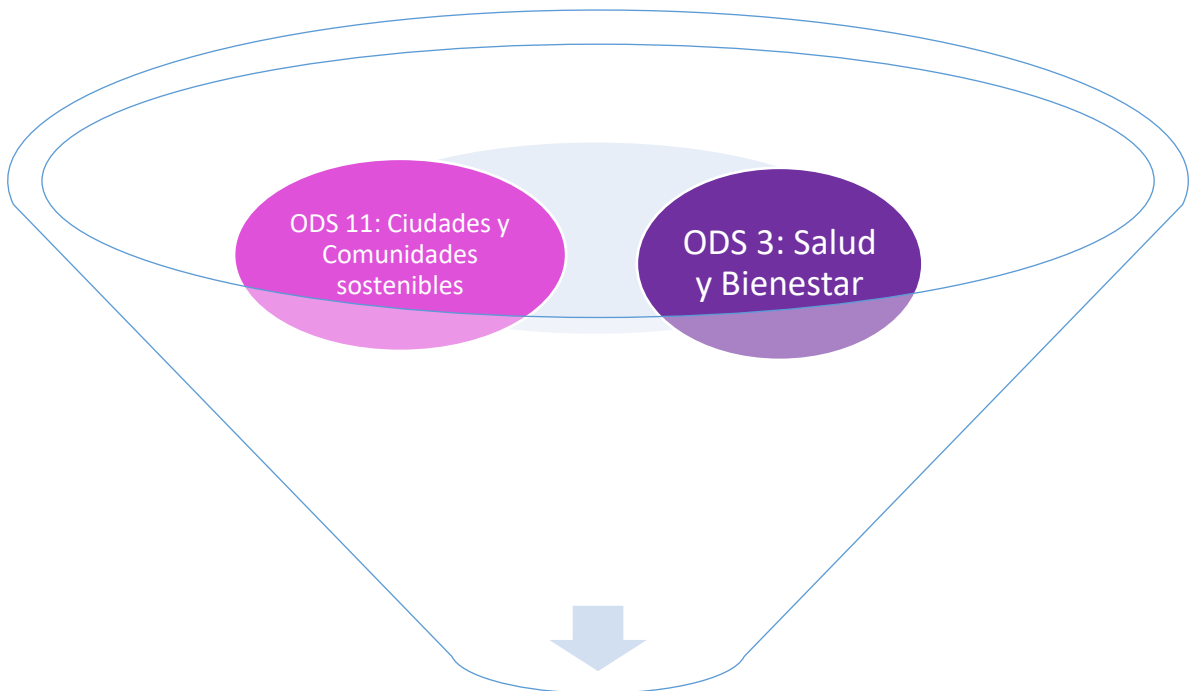 ODS 11: Ciudades y
Comunidades
sostenibles
ODS 3: Salud
y Bienestar